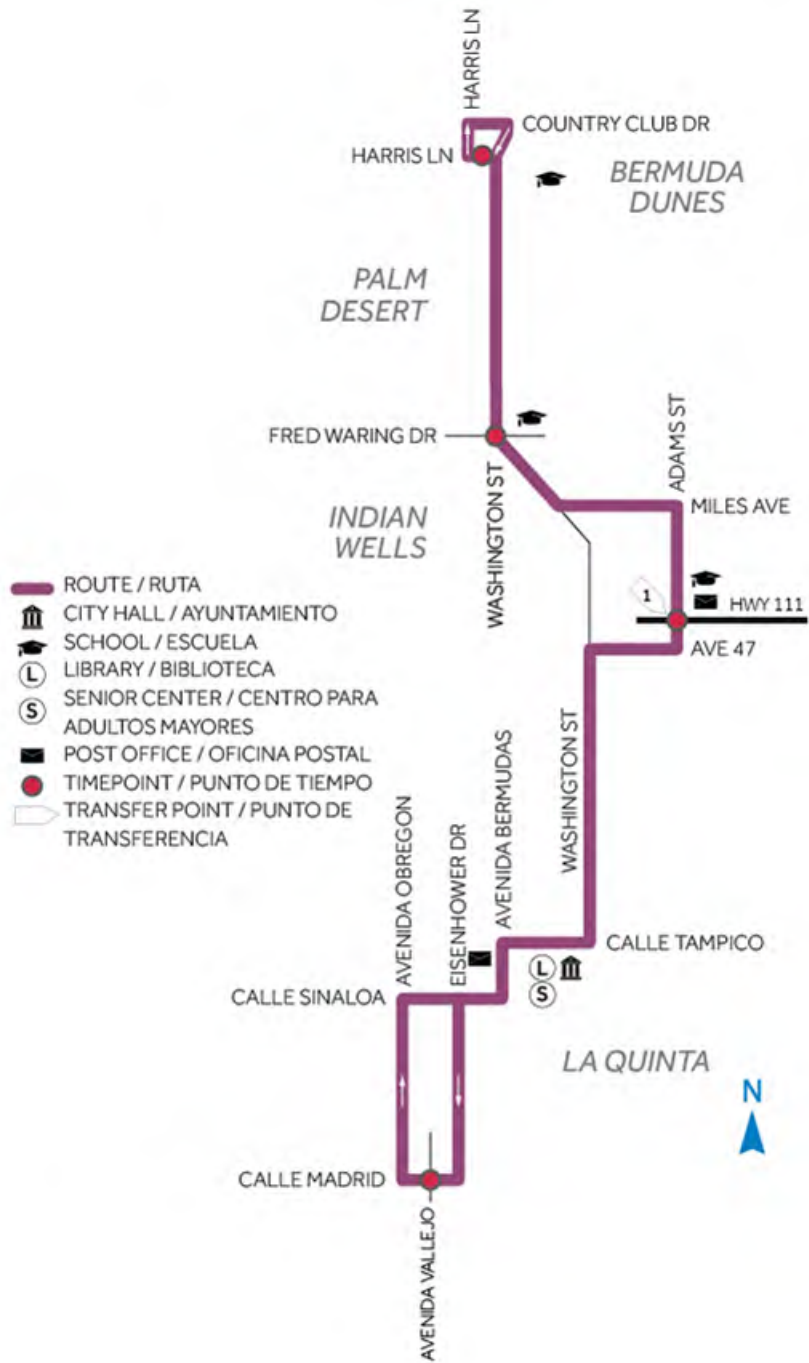 HARRIS LN
COUNTRY CLUB DR
HARRIS LN
BERMUDA
DUNES
PALM
DESERT
FRED WARING DR
ADAMS ST
WASHINGTON ST
MILES AVE
INDIAN
WELLS
ROUTE / RUTA
CITY HALL / AYUNTAMIENTO
SCHOOL / ESCUELA
L
LIBRARY / BIBLIOTECA
S
SENIOR CENTER / CENTRO PARA
ADULTOS MAYORES
POST OFFICE / OFICINA POSTAL
TIMEPOINT / PUNTO DE TIEMPO
TRANSFER POINT / PUNTO DE
TRANSFERENCIA
1
HWY 111
AVE 47
WASHINGTON ST
AVENIDA BERMUDAS
EISENHOWER DR
AVENIDA OBREGON
CALLE TAMPICO
L
S
CALLE SINALOA
LA QUINTA
N
CALLE MADRID
AVENIDA VALLEJO